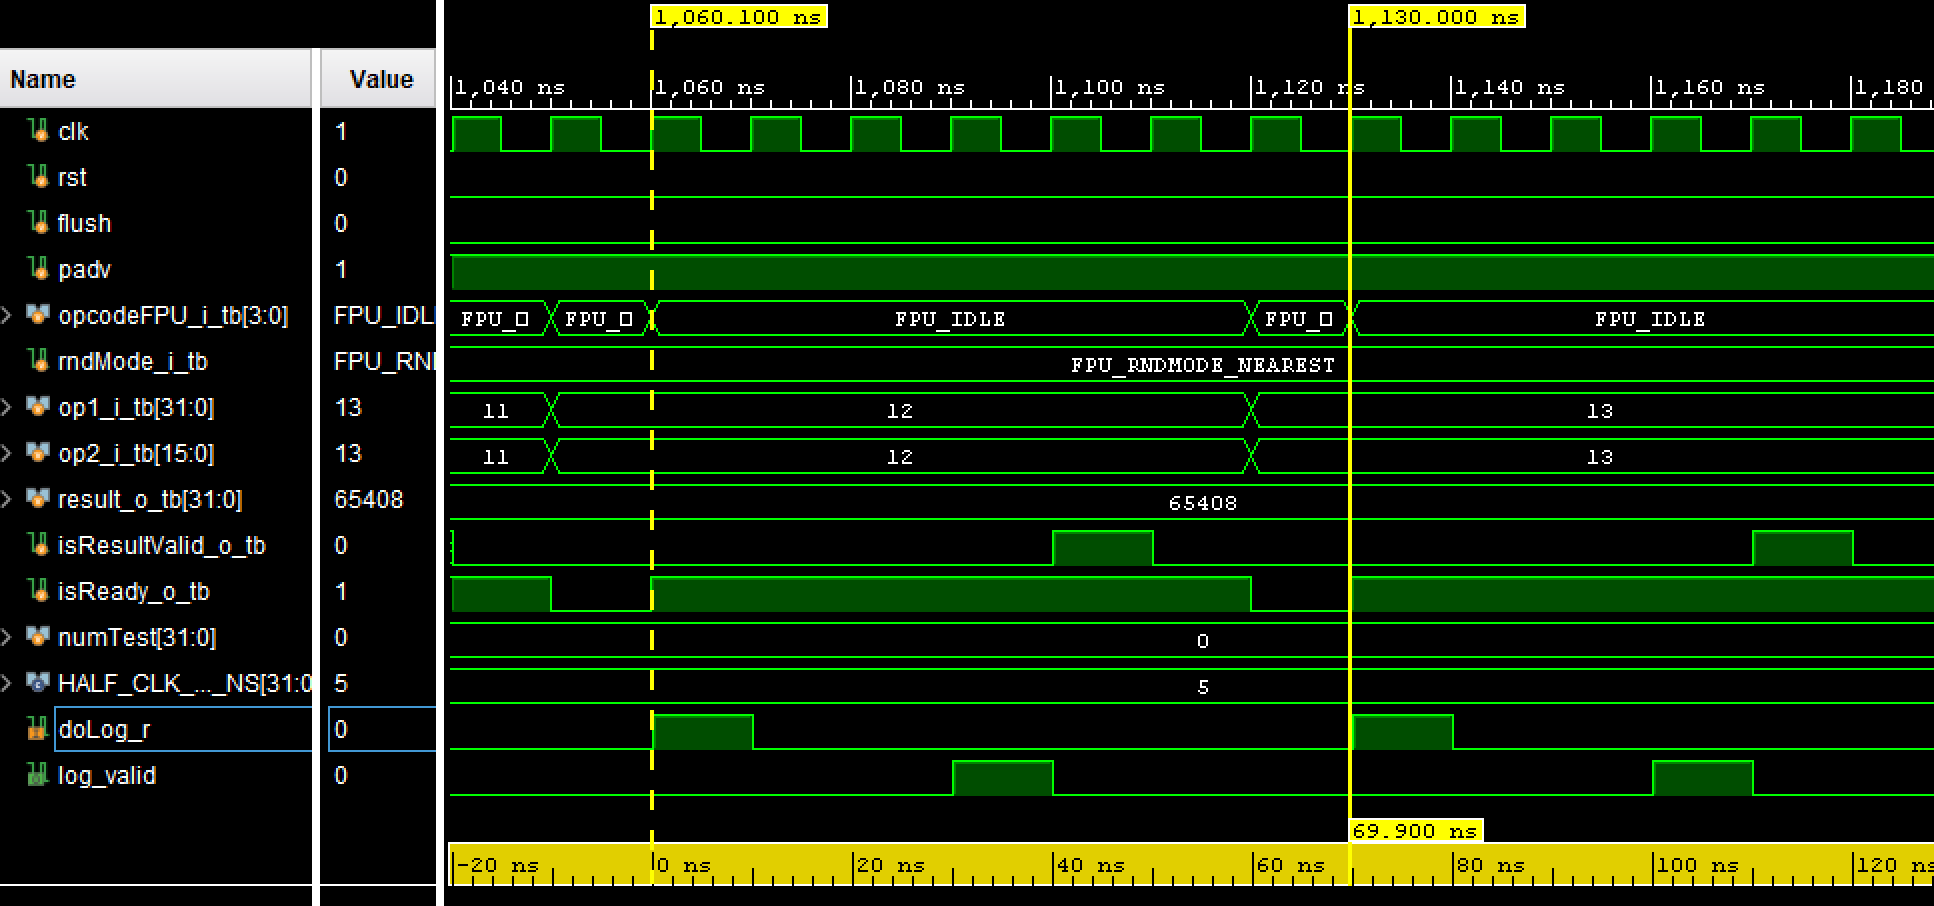 1,060.100 ns 1,130.000 ns
Name Value
1,040 ns 1,060 ns 1,080 ns 1,100 ns 1,120 ns 1,140 ns 1,160 ns 1,180
clk 1
rst 0
flush 0
padv 1
opcodeFPU_i_tb[3:0] FPU_IDL FPU_ FPU_ FPU_IDLE FPU_ FPU_IDLE
rndMode_i_tb FPU_RN FPU_RNDMODE_NEAREST
op1_i_tb[31:0] 13 11 12 13
op2_i_tb[15:0] 13 11 12 13
result_o_tb[31:0] 65408 65408
isResultValid_o_tb 0
isReady_o_tb 1
numTest[31:0] 0 0
HALF_CLK_..._NS[31:0 5 5
doLog_r 0
log_valid 0
69.900 ns
-20 ns 0 ns 20 ns 40 ns 60 ns 80 ns 100 ns 120 ns